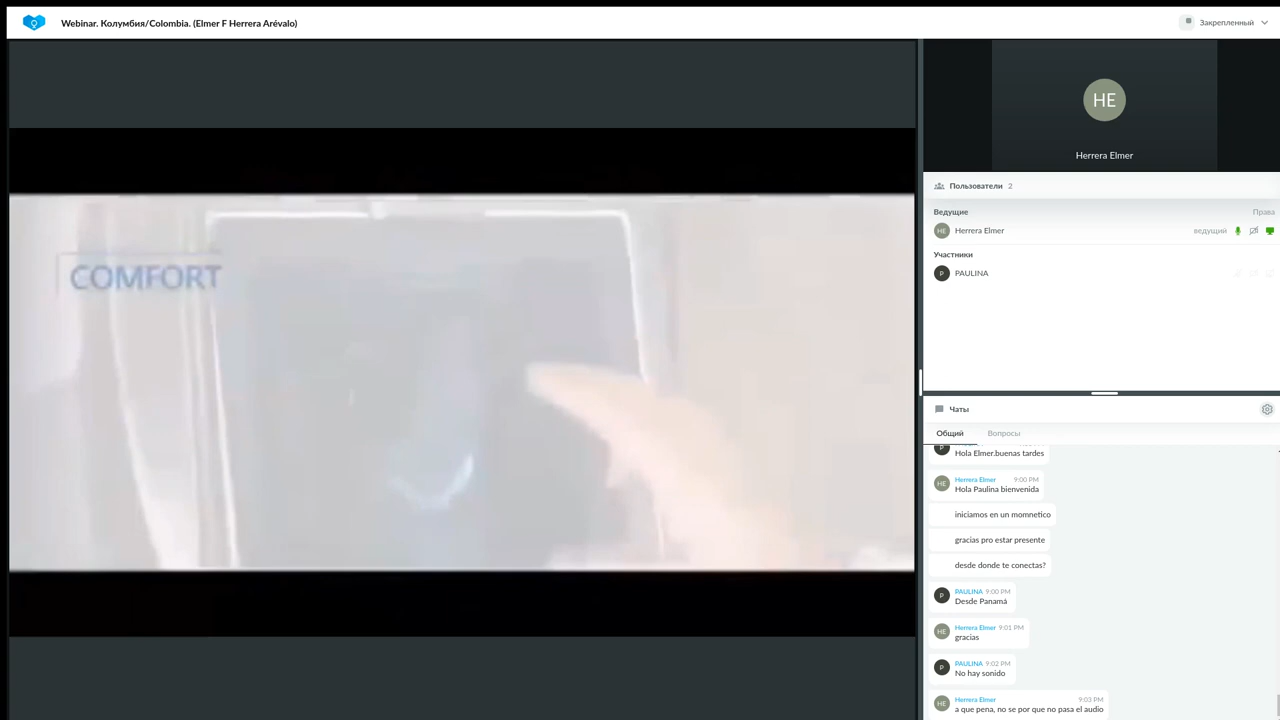 Webinar. Колумбия/Colombia. (Elmer F Herrera Arévalo)
Закрепленный
COMFORT
HE
Herrera Elmer
Пользователи 2
Ведущие Права
HE Herrera Elmer ведущий
Участники
P PAULINA
Чаты
Общий Вопросы
P Hola Elmer.buenas tardes
Herrera Elmer 9:00 PM
HE Hola Paulina bienvenida
iniciamos en un momnetico
gracias pro estar presente
desde donde te conectas?
PAULINA 9:00 PM
P Desde Panamá
Herrera Elmer 9:01 PM
HE gracias
PAULINA 9:02 PM
P No hay sonido
Herrera Elmer 9:03 PM
HE a que pena, no se por que no pasa el audio